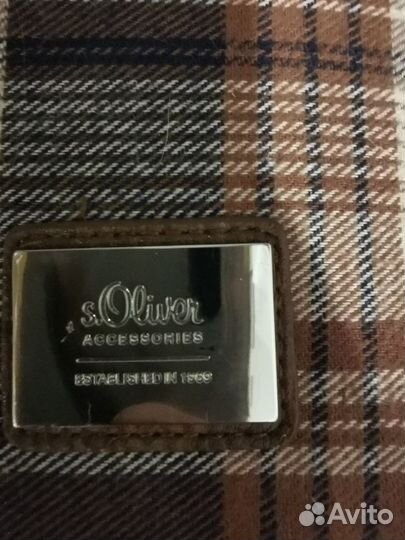 s.Oliver
ACCESSORIES
ESTABLISHED IN 1969
Avito